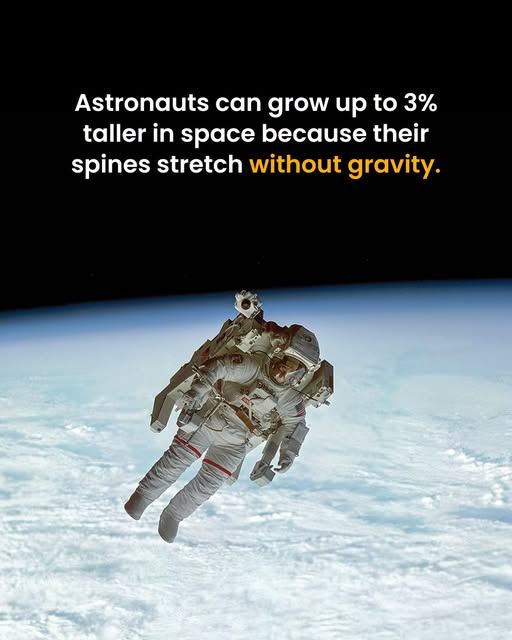 Astronauts can grow up to 3%
taller in space because their
spines stretch without gravity.